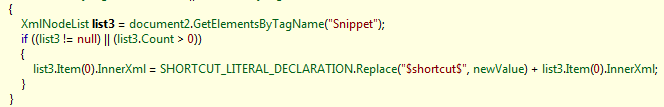 {
XmlNodeList list3 = document2.GetElementsByTagName("Snippet");
if ((list3 != null) || (list3.Count > 0))
{
list3.Item(0).InnerXml = SHORTCUT_LITERAL_DECLARATION.Replace("$shortcut$", newValue) + list3.Item(0).InnerXml;
}
}